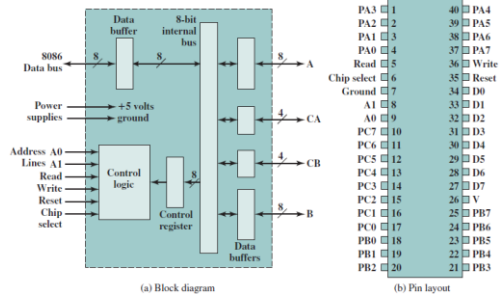 Data buffer
8-bit internal bus
8086 Data bus
8
8
8
A
Power supplies
+5 volts
ground
4
CA
Address A0
Lines A1
Read
Write
Reset
Chip select
Control logic
8
Control register
4
CB
8
B
Data buffers
(a) Block diagram
PA3 1 40 PA4
PA2 2 39 PA5
PA1 3 38 PA6
PA0 4 37 PA7
Read 5 36 Write
Chip select 6 35 Reset
Ground 7 34 D0
A1 8 33 D1
A0 9 32 D2
PC7 10 31 D3
PC6 11 30 D4
PC5 12 29 D5
PC4 13 28 D6
PC3 14 27 D7
PC2 15 26 V
PC1 16 25 PB7
PC0 17 24 PB6
PB0 18 23 PB5
PB1 19 22 PB4
PB2 20 21 PB3
(b) Pin layout